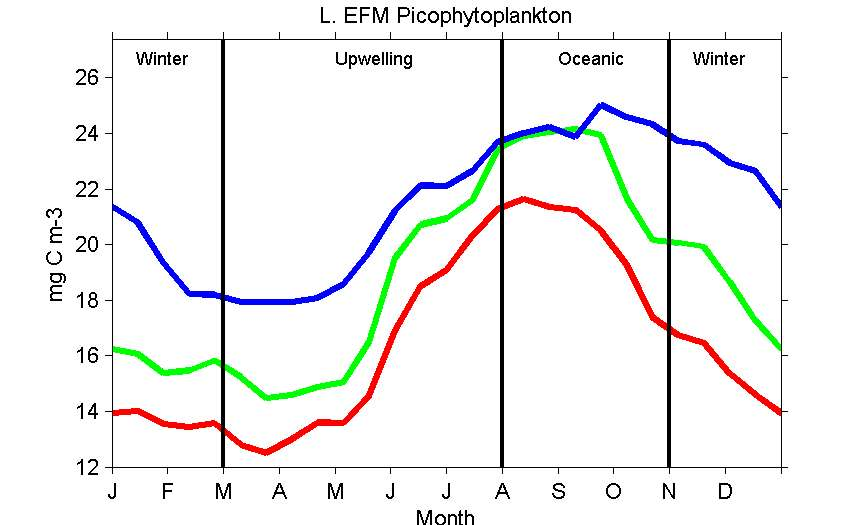 L. EFM Picophytoplankton
Winter Upwelling Oceanic Winter
26
24
22
20
18
16
14
12
mg C m-3
J F M A M J J A S O N D
Month